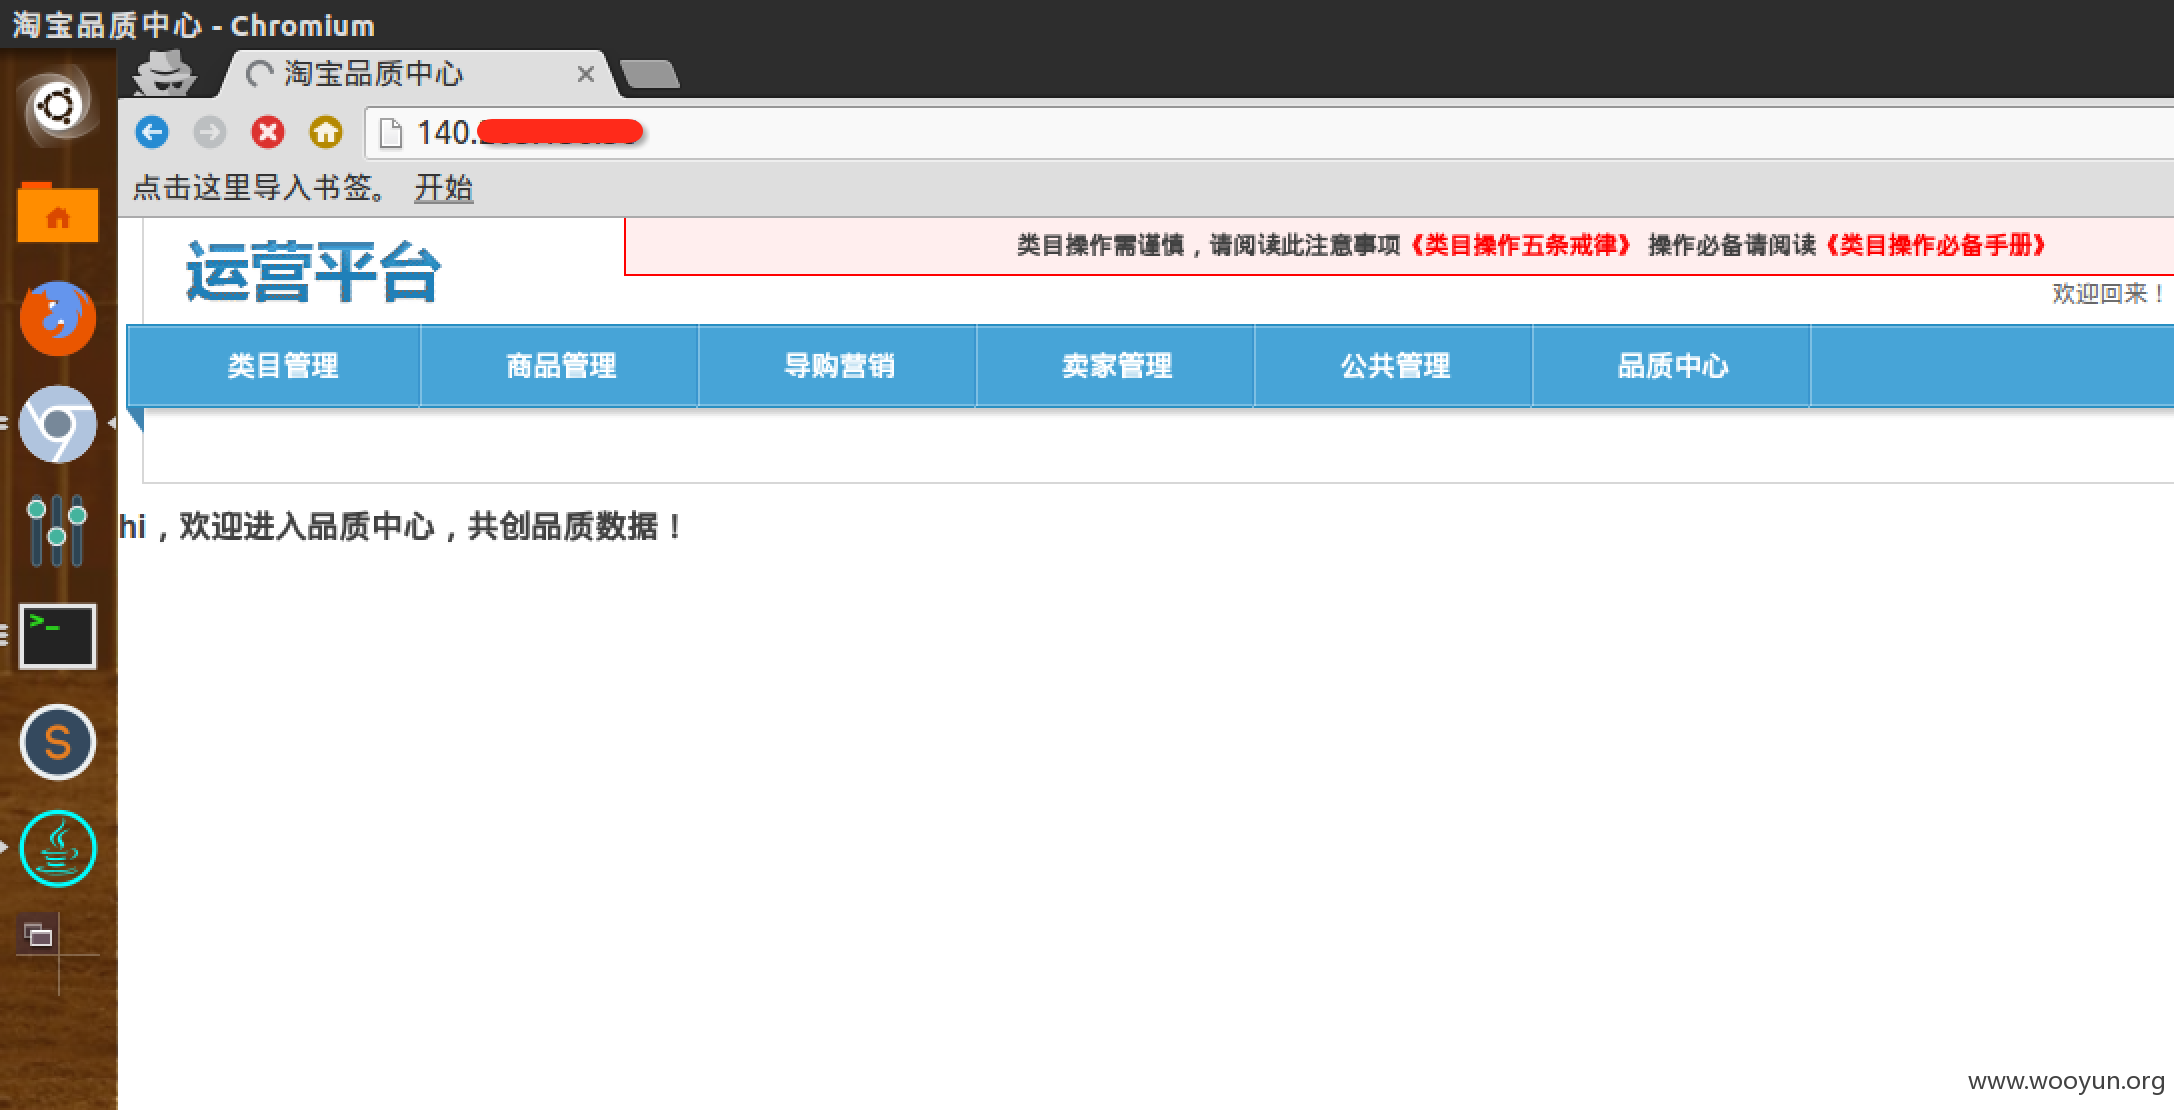 淘宝品质中心 - Chromium
淘宝品质中心
140.
点击这里导入书签。 开始
运营平台
类目操作需谨慎，请阅读此注意事项《类目操作五条戒律》 操作必备请阅读《类目操作必备手册》
欢迎回来！
类目管理 商品管理 导购营销 卖家管理 公共管理 品质中心
hi，欢迎进入品质中心，共创品质数据！
>_
S
www.wooyun.org